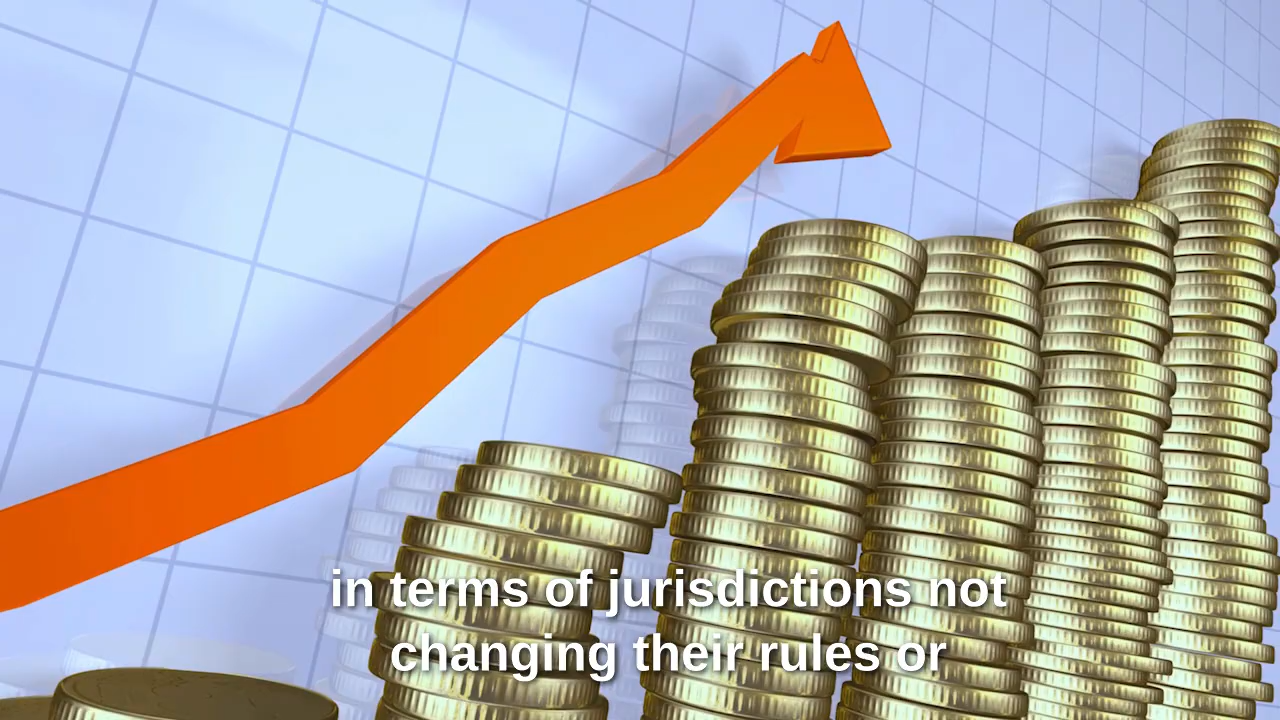 in terms of jurisdictions not
changing their rules or